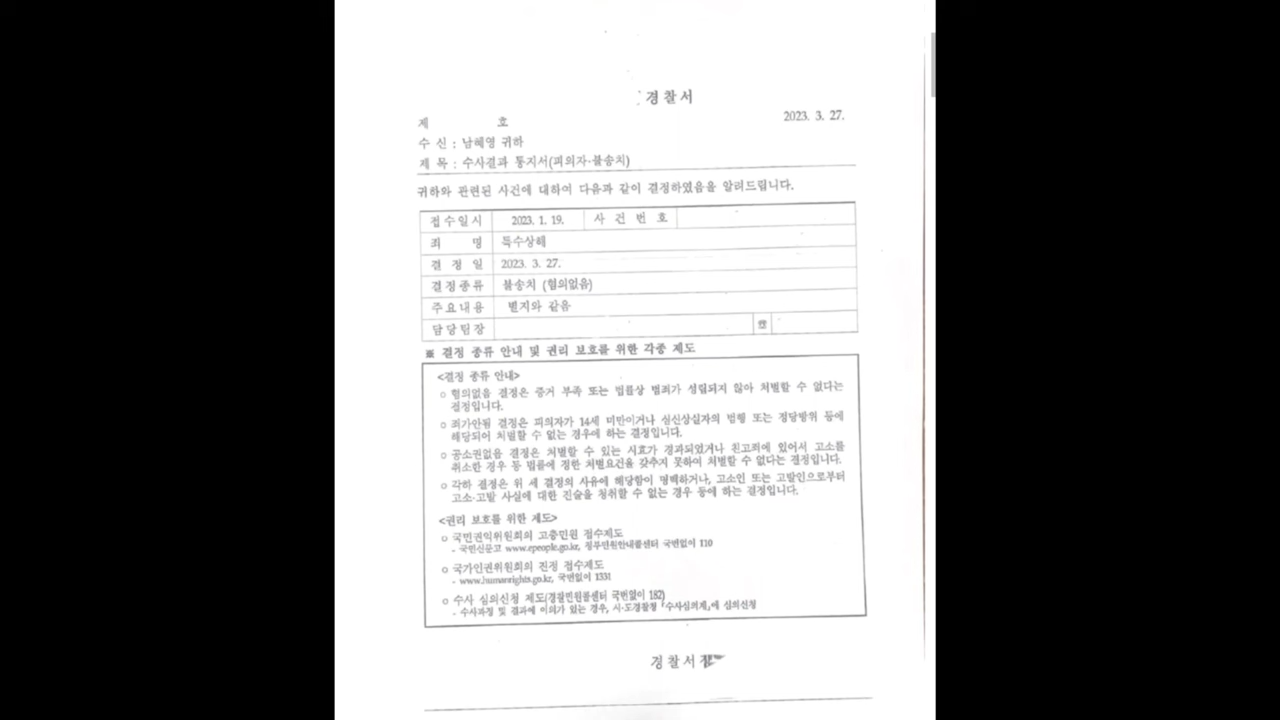 경찰서
제 호 2023. 3. 27.
수 신 : 남혜영 귀하
제 목 : 수사결과 통지서(피의자·불송치)
귀하와 관련된 사건에 대하여 다음과 같이 결정하였음을 알려드립니다.
접수일시 2023. 1. 19. 사 건 번 호
죄 명 특수상해
결 정 일 2023. 3. 27.
결정종류 불송치 (혐의없음)
주요내용 별지와 같음
담당팀장 ☎
※ 결정 종류 안내 및 권리 보호를 위한 각종 제도
<결정 종류 안내>
○ 혐의없음 결정은 증거 부족 또는 법률상 범죄가 성립되지 않아 처벌할 수 없다는
결정입니다.
○ 죄가안됨 결정은 피의자가 14세 미만이거나 심신상실자의 범행 또는 정당방위 등에
해당되어 처벌할 수 없는 경우에 하는 결정입니다.
○ 공소권없음 결정은 처벌할 수 있는 시효가 경과되었거나 친고죄에 있어서 고소를
취소한 경우 등 법률에 정한 처벌요건을 갖추지 못하여 처벌할 수 없다는 결정입니다.
○ 각하 결정은 위 세 결정의 사유에 해당함이 명백하거나, 고소인 또는 고발인으로부터
고소·고발 사실에 대한 진술을 청취할 수 없는 경우 등에 하는 결정입니다.
<권리 보호를 위한 제도>
○ 국민권익위원회의 고충민원 접수제도
- 국민신문고 www.epeople.go.kr, 정부민원안내콜센터 국번없이 110
○ 국가인권위원회의 진정 접수제도
- www.humanrights.go.kr, 국번없이 1331
○ 수사 심의신청 제도(경찰민원콜센터 국번없이 182)
- 수사과정 및 결과에 이의가 있는 경우, 시·도경찰청 「수사심의계」에 심의신청
경찰서